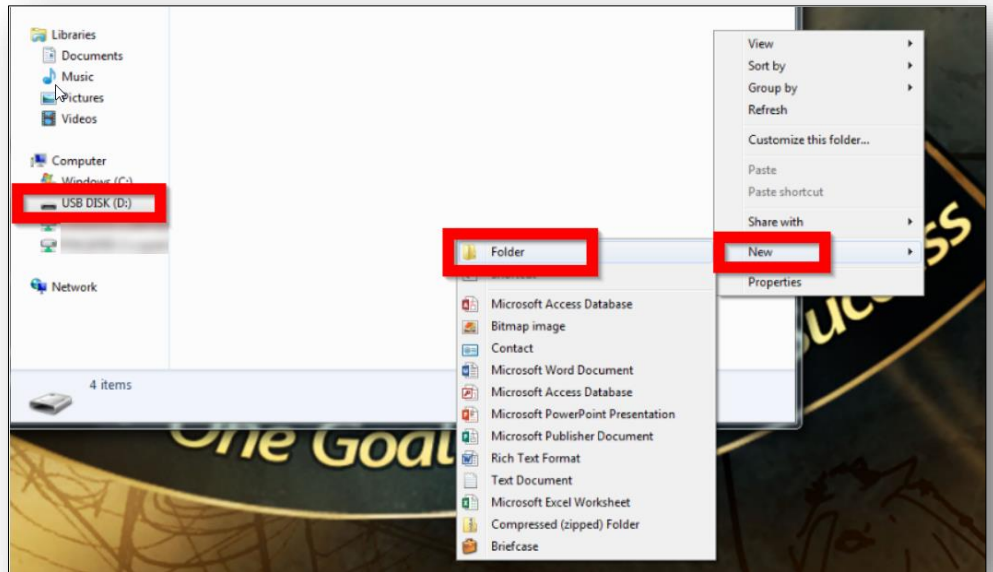 Libraries
Documents
Music
Pictures
Videos
Computer
Windows (C:)
USB DISK (D:)
Network
4 items
View
Sort by
Group by
Refresh
Customize this folder...
Paste
Paste shortcut
Share with
New
Properties
Folder
Shortcut
Microsoft Access Database
Bitmap image
Contact
Microsoft Word Document
Microsoft Access Database
Microsoft PowerPoint Presentation
Microsoft Publisher Document
Rich Text Format
Text Document
Microsoft Excel Worksheet
Compressed (zipped) Folder
Briefcase
One Goal